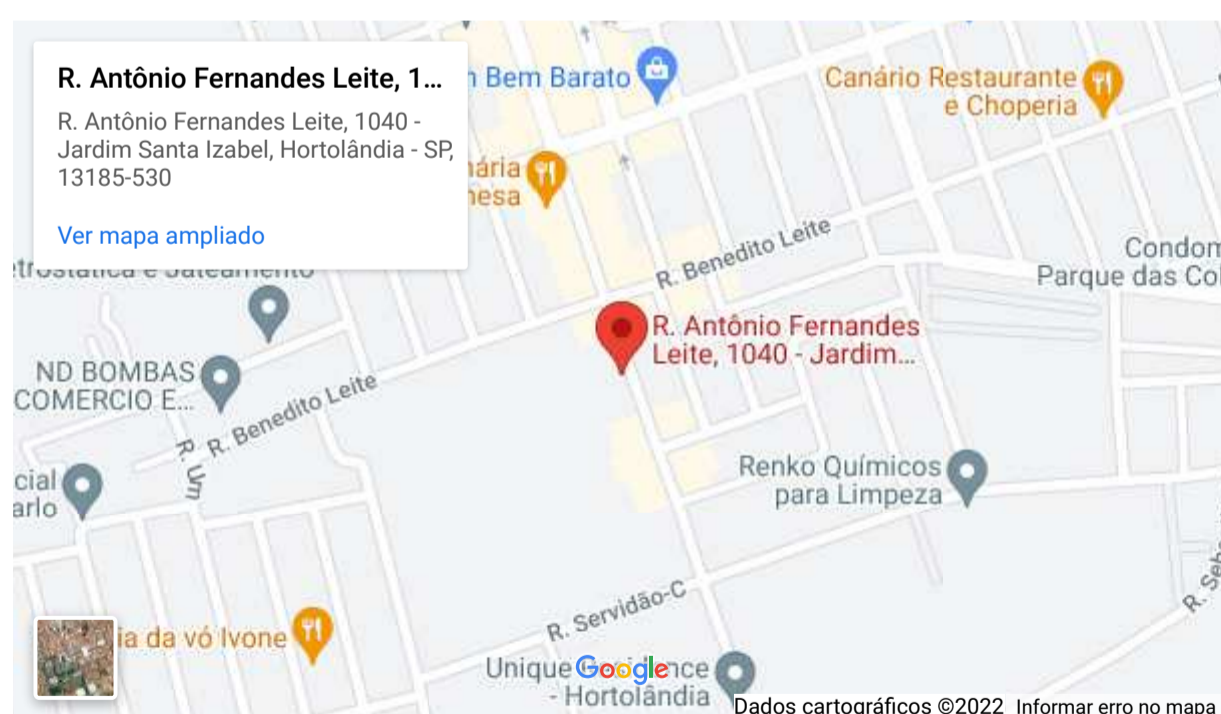 R. Antônio Fernandes Leite, 1...
R. Antônio Fernandes Leite, 1040 -
Jardim Santa Izabel, Hortolândia - SP,
13185-530
Ver mapa ampliado
Bem Barato
Canário Restaurante
e Choperia
R. Benedito Leite
Condom
Parque das Col
R. Antônio Fernandes
Leite, 1040 - Jardim...
ND BOMBAS
COMERCIO E...
R. Benedito Leite
R. Um
cial
arlo
Renko Químicos
para Limpeza
R. Servidão-C
R. Seb
ia da vó Ivone
Unique
- Hortolândia
Google
Dados cartográficos ©2022
Informar erro no mapa